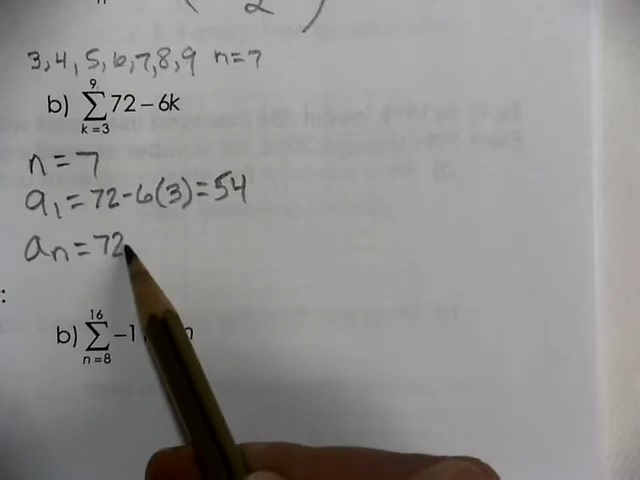 2
3, 4, 5, 6, 7, 8, 9 n = 7
9
b) ∑ 72 – 6k
k = 3
n = 7
a₁ = 72 - 6(3) = 54
aₙ = 72
:
16
b) ∑ –1
n = 8